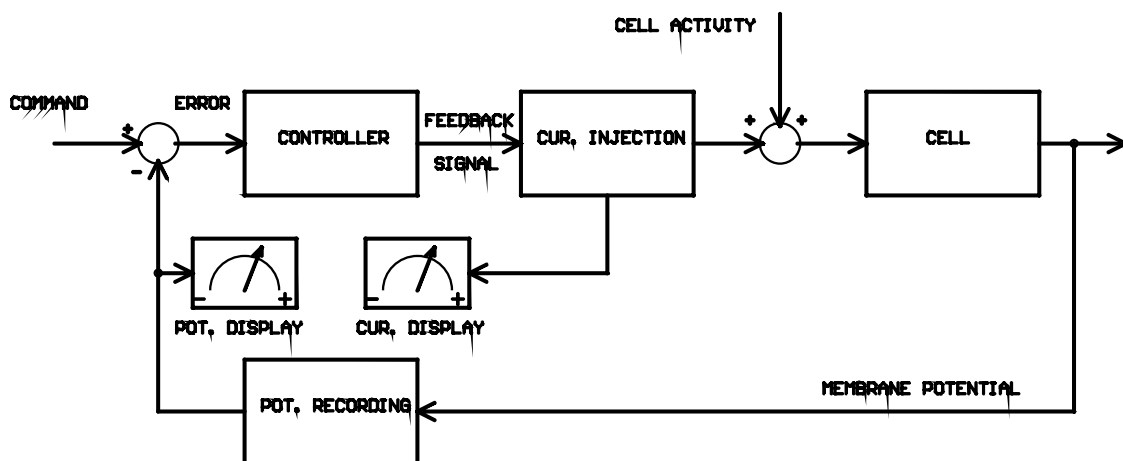 CELL ACTIVITY
COMMAND
+
ERROR
CONTROLLER
FEEDBACK
SIGNAL
CUR. INJECTION
+
+
CELL
-
- +
- +
POT. DISPLAY
CUR. DISPLAY
MEMBRANE POTENTIAL
POT. RECORDING